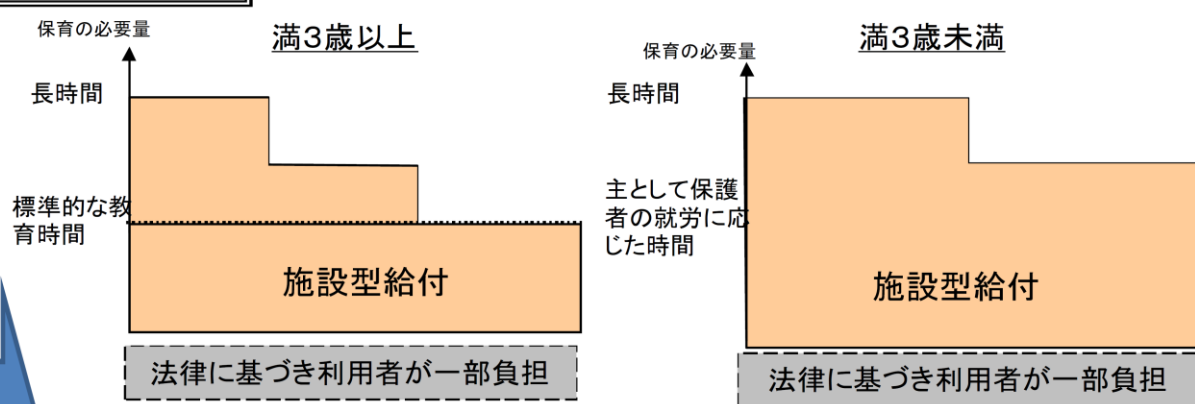 保育の必要量
満3歳以上
長時間
標準的な教
育時間
施設型給付
法律に基づき利用者が一部負担
保育の必要量
満3歳未満
長時間
主として保護
者の就労に応
じた時間
施設型給付
法律に基づき利用者が一部負担